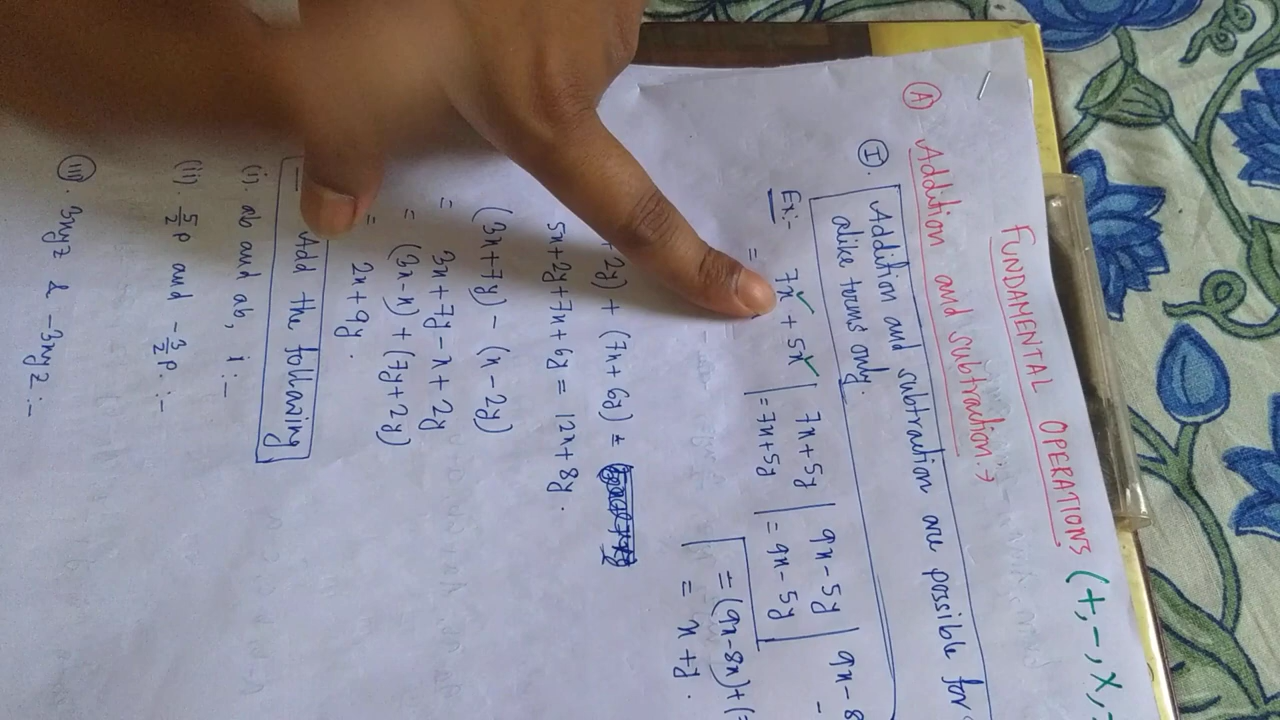 FUNDAMENTAL OPERATIONS (+, -, ×,
Ⓐ Addition and subtraction:→
Ⓘ. Addition and subtraction are possible for
alike terms only.
Ex:- 7x + 5x | 7x+5y | 9x-5y | 9x-8
= | =7x+5y | = 9x-5y | -
= (9x-8x)+(
= x+y.
+2y) + (7x+6y) =
5x+2y+7x+6y = 12x+8y.
(3x+7y) - (x-2y)
= 3x+7y-x+2y
= (3x-x) + (7y+2y)
= 2x+9y.
Add the following
(i). ab and ab, :-
(ii). 5/2 p and -3/2 p :-
(iii). 3xyz & -3xyz :-